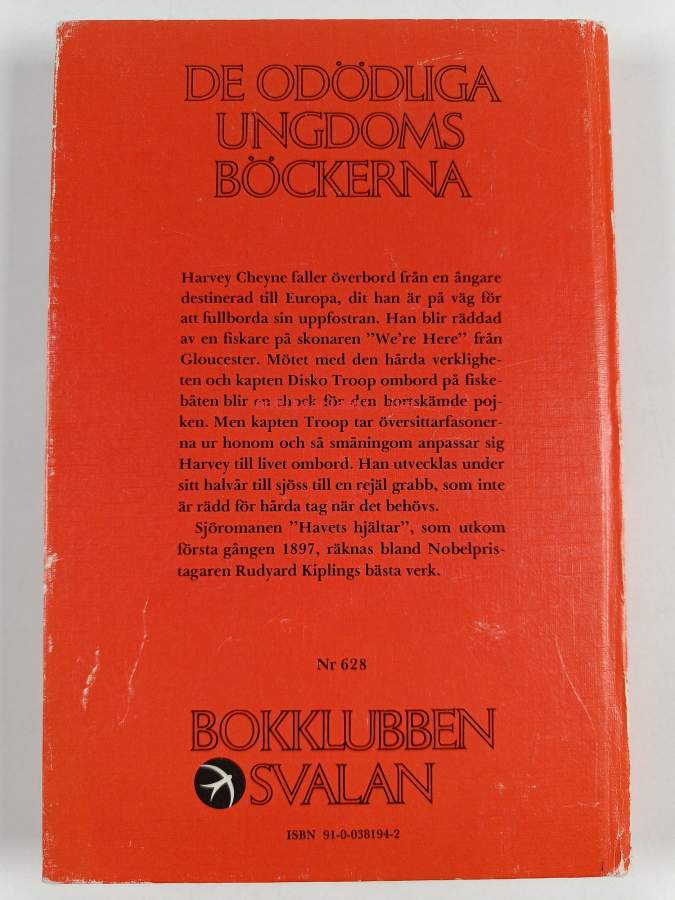 DE ODÖDLIGA
UNGDOMS
BÖCKERNA
Harvey Cheyne faller överbord från en ångare
destinerad till Europa, dit han är på väg för
att fullborda sin uppfostran. Han blir räddad
av en fiskare på skonaren ”We're Here” från
Gloucester. Mötet med den hårda verklighe-
ten och kapten Disko Troop ombord på fiske-
båten blir en chock för den bortskämde poj-
ken. Men kapten Troop tar översittarfasoner-
na ur honom och så småningom anpassar sig
Harvey till livet ombord. Han utvecklas under
sitt halvår till sjöss till en rejäl grabb, som inte
är rädd för hårda tag när det behövs.
Sjöromanen ”Havets hjältar”, som utkom
första gången 1897, räknas bland Nobelpris-
tagaren Rudyard Kiplings bästa verk.
Nr 628
BOKKLUBBEN
SVALAN
ISBN 91-0-038194-2